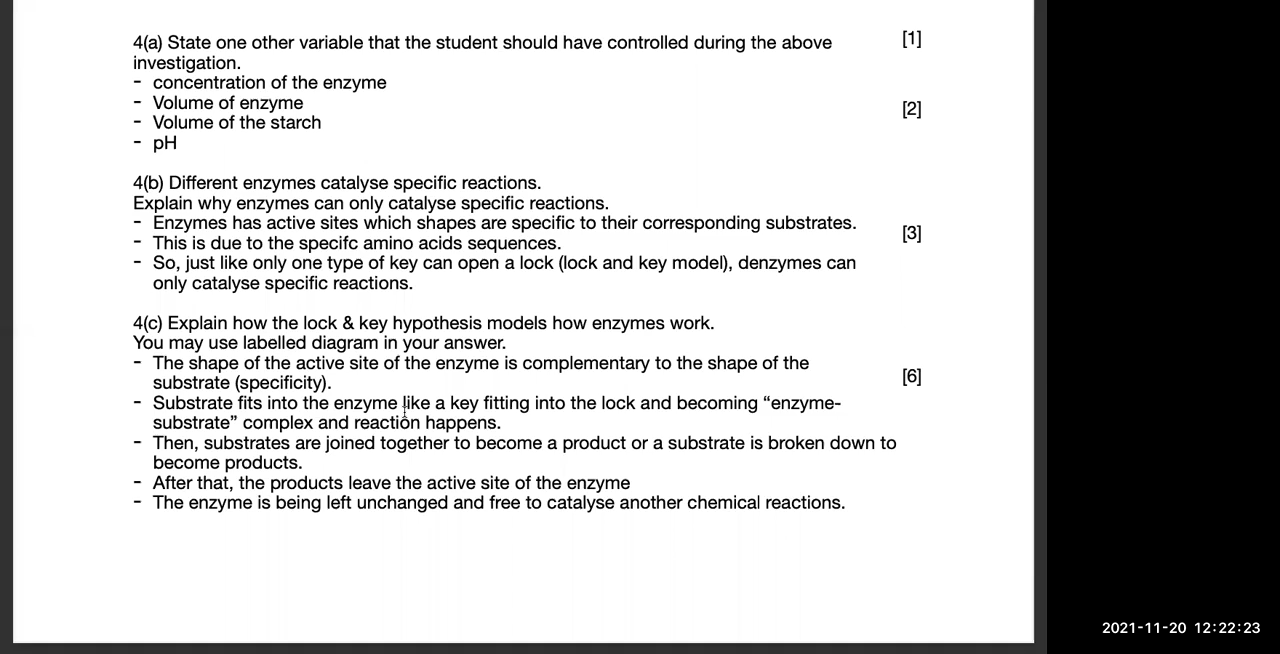 4(a) State one other variable that the student should have controlled during the above [1]
investigation.
- concentration of the enzyme
- Volume of enzyme [2]
- Volume of the starch
- pH
4(b) Different enzymes catalyse specific reactions.
Explain why enzymes can only catalyse specific reactions.
- Enzymes has active sites which shapes are specific to their corresponding substrates. [3]
- This is due to the specifc amino acids sequences.
- So, just like only one type of key can open a lock (lock and key model), denzymes can
only catalyse specific reactions.
4(c) Explain how the lock & key hypothesis models how enzymes work.
You may use labelled diagram in your answer.
- The shape of the active site of the enzyme is complementary to the shape of the [6]
substrate (specificity).
- Substrate fits into the enzyme like a key fitting into the lock and becoming “enzyme-
substrate” complex and reaction happens.
- Then, substrates are joined together to become a product or a substrate is broken down to
become products.
- After that, the products leave the active site of the enzyme
- The enzyme is being left unchanged and free to catalyse another chemical reactions.
2021-11-20 12:22:23